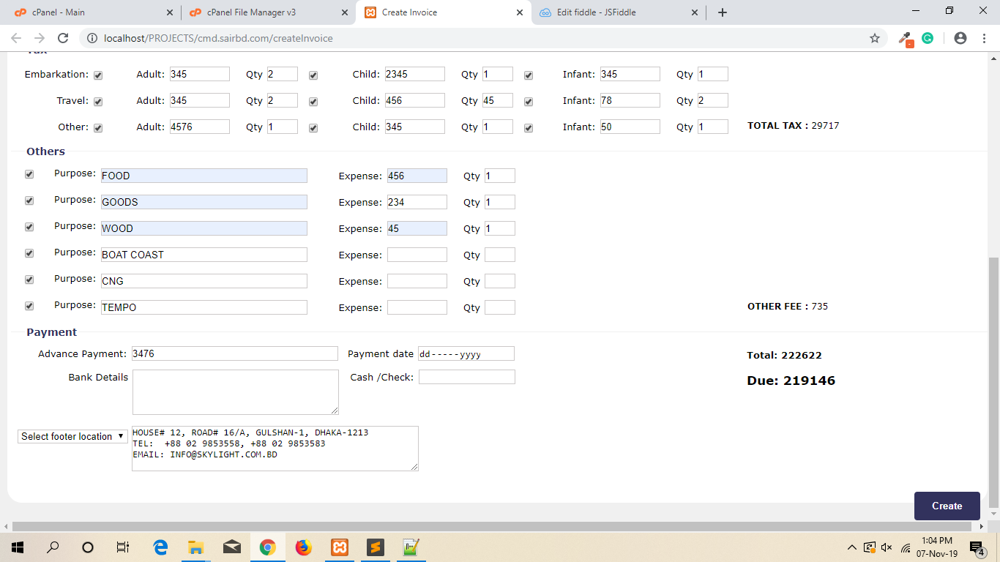 cPanel - Main
cPanel File Manager v3
Create Invoice
Edit fiddle - JSFiddle
localhost/PROJECTS/cmd.sairbd.com/createInvoice
Tax
Embarkation: Adult: 345 Qty 2 Child: 2345 Qty 1 Infant: 345 Qty 1
Travel: Adult: 345 Qty 2 Child: 456 Qty 45 Infant: 78 Qty 2
Other: Adult: 4576 Qty 1 Child: 345 Qty 1 Infant: 50 Qty 1 TOTAL TAX : 29717
Others
Purpose: FOOD Expense: 456 Qty 1
Purpose: GOODS Expense: 234 Qty 1
Purpose: WOOD Expense: 45 Qty 1
Purpose: BOAT COAST Expense: Qty
Purpose: CNG Expense: Qty
Purpose: TEMPO Expense: Qty OTHER FEE : 735
Payment
Advance Payment: 3476 Payment date dd-----yyyy Total: 222622
Bank Details Cash /Check: Due: 219146
Select footer location
HOUSE# 12, ROAD# 16/A, GULSHAN-1, DHAKA-1213
TEL: +88 02 9853558, +88 02 9853583
EMAIL: INFO@SKYLIGHT.COM.BD
Create
1:04 PM
07-Nov-19
4